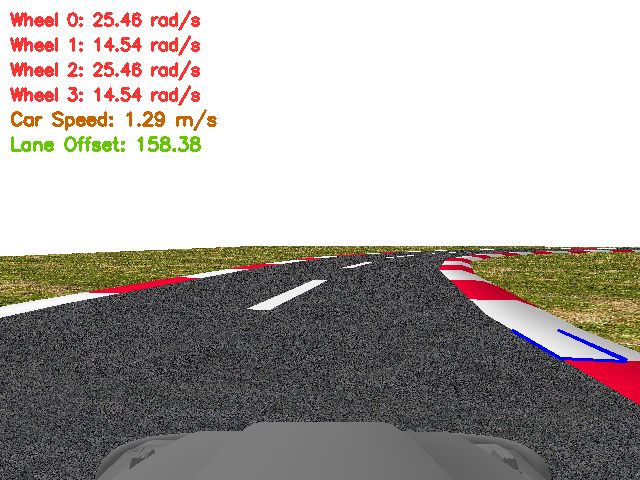 Wheel 0: 25.46 rad/s
Wheel 1: 14.54 rad/s
Wheel 2: 25.46 rad/s
Wheel 3: 14.54 rad/s
Car Speed: 1.29 m/s
Lane Offset: 158.38